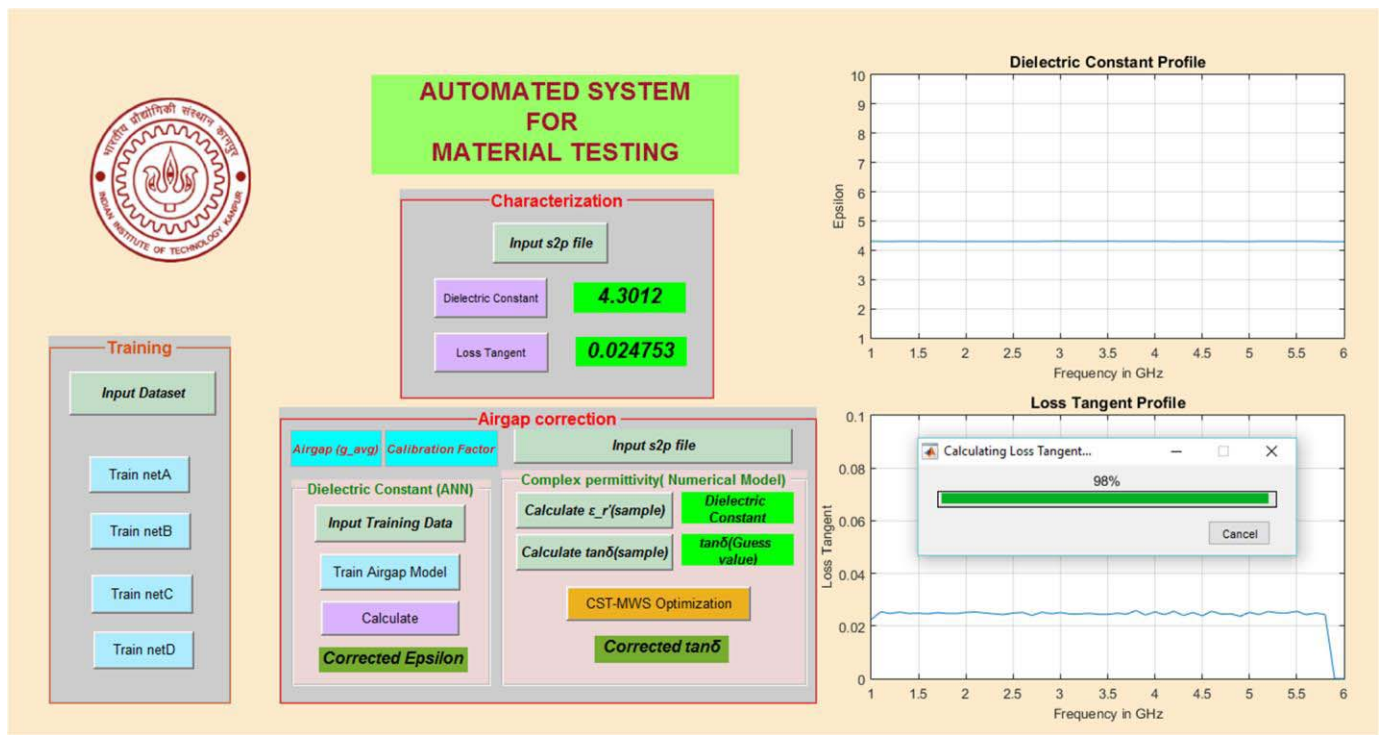 AUTOMATED SYSTEM
FOR
MATERIAL TESTING
भारतीय प्रौद्योगिकी संस्थान कानपुर
INDIAN INSTITUTE OF TECHNOLOGY KANPUR
Characterization
Input s2p file
Dielectric Constant
4.3012
Loss Tangent
0.024753
Training
Input Dataset
Train netA
Train netB
Train netC
Train netD
Airgap correction
Airgap (g_avg)
Calibration Factor
Input s2p file
Dielectric Constant (ANN)
Input Training Data
Train Airgap Model
Calculate
Corrected Epsilon
Complex permittivity( Numerical Model)
Calculate ε_r'(sample)
Dielectric
Constant
Calculate tanδ(sample)
tanδ(Guess
value)
CST-MWS Optimization
Corrected tanδ
Dielectric Constant Profile
Epsilon
10
9
8
7
6
5
4
3
2
1
1 1.5 2 2.5 3 3.5 4 4.5 5 5.5 6
Frequency in GHz
Loss Tangent Profile
Loss Tangent
0.1
0.08
0.06
0.04
0.02
0
1 1.5 2 2.5 3 3.5 4 4.5 5 5.5 6
Frequency in GHz
Calculating Loss Tangent...
98%
Cancel